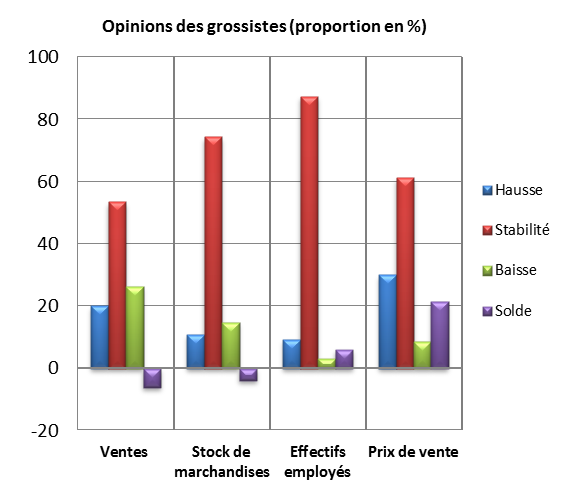 Opinions des grossistes (proportion en %)
100
80
60
40
20
0
-20
Ventes
Stock de
marchandises
Effectifs
employés
Prix de vente
Hausse
Stabilité
Baisse
Solde